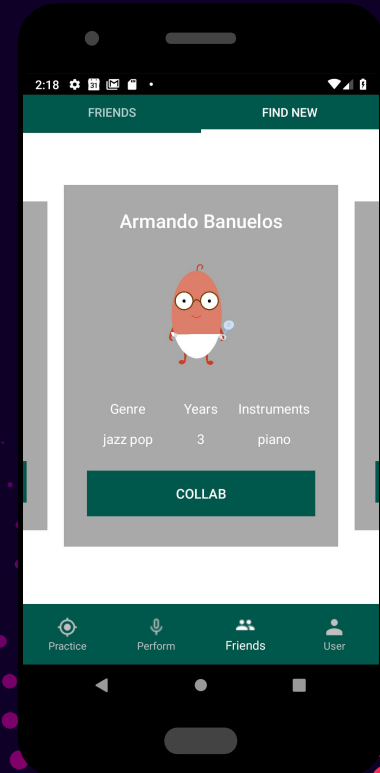 2:18
31
FRIENDS FIND NEW
Armando Banuelos
Genre Years Instruments
jazz pop 3 piano
COLLAB
Practice Perform Friends User